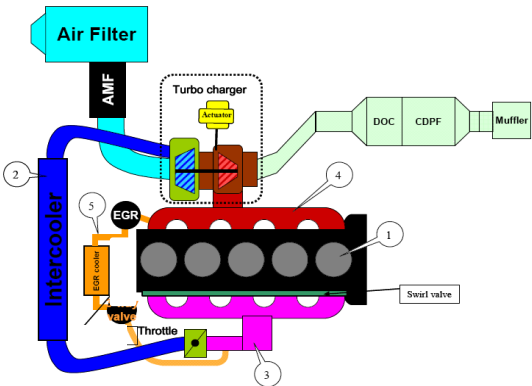 Air Filter
AMF
Turbo charger
Actuator
DOC
CDPF
Muffler
2
5
4
EGR
1
EGR cooler
Intercooler
Swirl valve
valve
Throttle
3